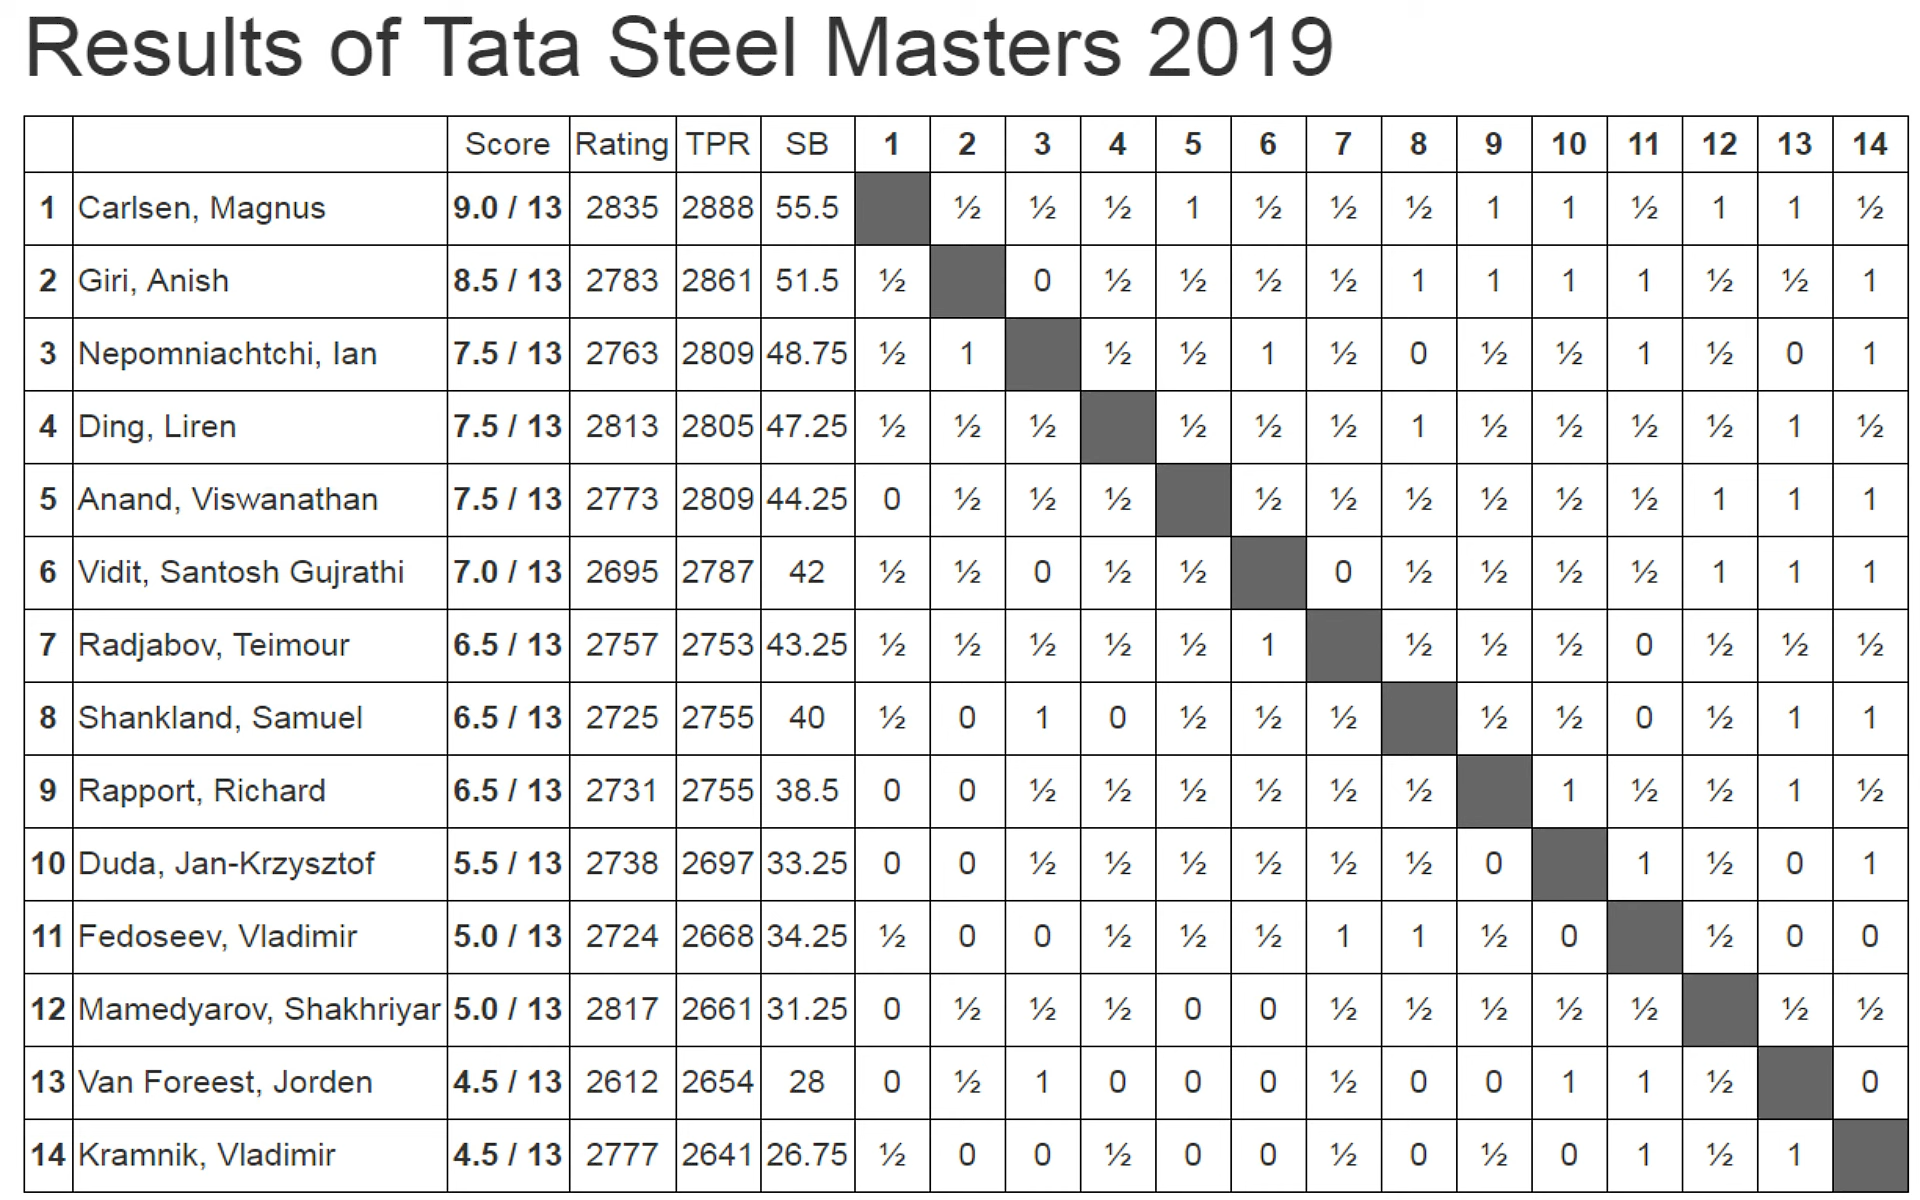 Results of Tata Steel Masters 2019
Score Rating TPR SB 1 2 3 4 5 6 7 8 9 10 11 12 13 14
1 Carlsen, Magnus 9.0 / 13 2835 2888 55.5 ½ ½ ½ 1 ½ ½ ½ 1 1 ½ 1 1 ½
2 Giri, Anish 8.5 / 13 2783 2861 51.5 ½ 0 ½ ½ ½ ½ 1 1 1 1 ½ ½ 1
3 Nepomniachtchi, Ian 7.5 / 13 2763 2809 48.75 ½ 1 ½ ½ 1 ½ 0 ½ ½ 1 ½ 0 1
4 Ding, Liren 7.5 / 13 2813 2805 47.25 ½ ½ ½ ½ ½ ½ 1 ½ ½ ½ ½ 1 ½
5 Anand, Viswanathan 7.5 / 13 2773 2809 44.25 0 ½ ½ ½ ½ ½ ½ ½ ½ ½ 1 1 1
6 Vidit, Santosh Gujrathi 7.0 / 13 2695 2787 42 ½ ½ 0 ½ ½ 0 ½ ½ ½ ½ 1 1 1
7 Radjabov, Teimour 6.5 / 13 2757 2753 43.25 ½ ½ ½ ½ ½ 1 ½ ½ ½ 0 ½ ½ ½
8 Shankland, Samuel 6.5 / 13 2725 2755 40 ½ 0 1 0 ½ ½ ½ ½ ½ 0 ½ 1 1
9 Rapport, Richard 6.5 / 13 2731 2755 38.5 0 0 ½ ½ ½ ½ ½ ½ 1 ½ ½ 1 ½
10 Duda, Jan-Krzysztof 5.5 / 13 2738 2697 33.25 0 0 ½ ½ ½ ½ ½ ½ 0 1 ½ 0 1
11 Fedoseev, Vladimir 5.0 / 13 2724 2668 34.25 ½ 0 0 ½ ½ ½ 1 1 ½ 0 ½ 0 0
12 Mamedyarov, Shakhriyar 5.0 / 13 2817 2661 31.25 0 ½ ½ ½ 0 0 ½ ½ ½ ½ ½ ½ ½
13 Van Foreest, Jorden 4.5 / 13 2612 2654 28 0 ½ 1 0 0 0 ½ 0 0 1 1 ½ 0
14 Kramnik, Vladimir 4.5 / 13 2777 2641 26.75 ½ 0 0 ½ 0 0 ½ 0 ½ 0 1 ½ 1